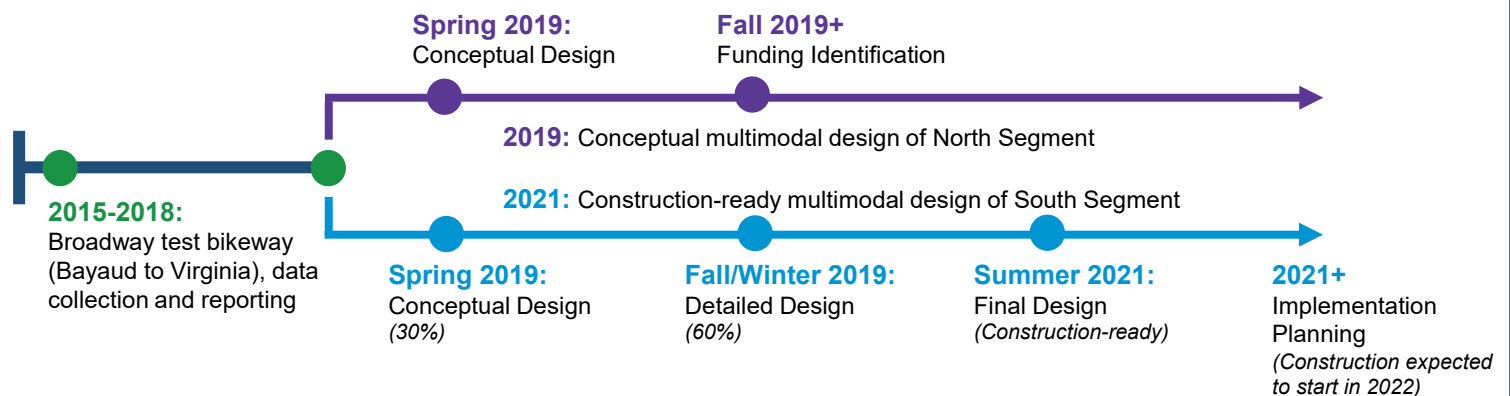 Spring 2019:
Conceptual Design
Fall 2019+
Funding Identification
2019: Conceptual multimodal design of North Segment
2015-2018:
Broadway test bikeway
(Bayaud to Virginia), data
collection and reporting
2021: Construction-ready multimodal design of South Segment
Spring 2019:
Conceptual Design
(30%)
Fall/Winter 2019:
Detailed Design
(60%)
Summer 2021:
Final Design
(Construction-ready)
2021+
Implementation
Planning
(Construction expected
to start in 2022)